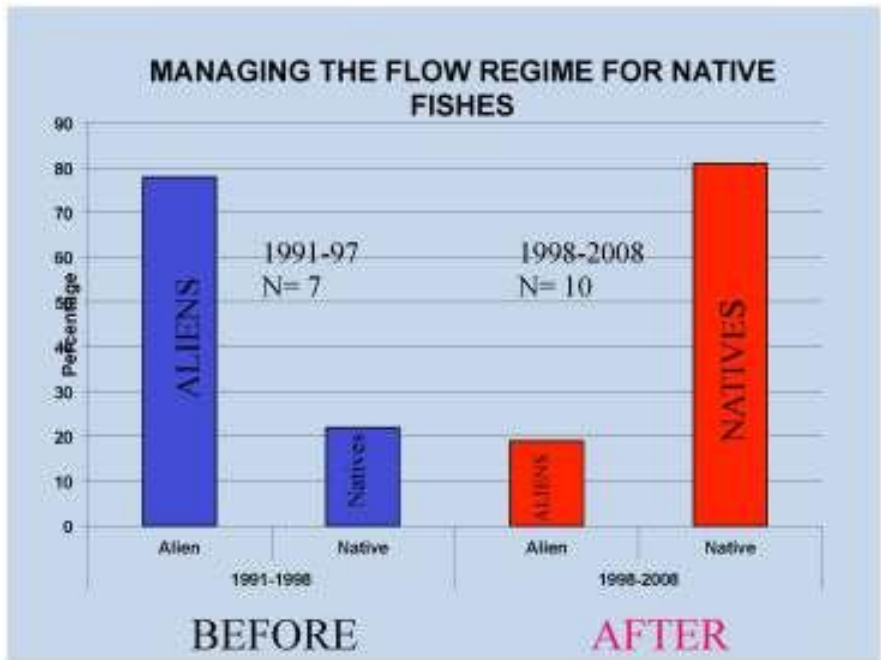 MANAGING THE FLOW REGIME FOR NATIVE
FISHES
90
80
70
60
50
40
30
20
10
0
Percentage
ALIENS
1991-97
N= 7
Natives
1998-2008
N= 10
ALIENS
NATIVES
Alien
Native
Alien
Native
1991-1998
1998-2008
BEFORE
AFTER